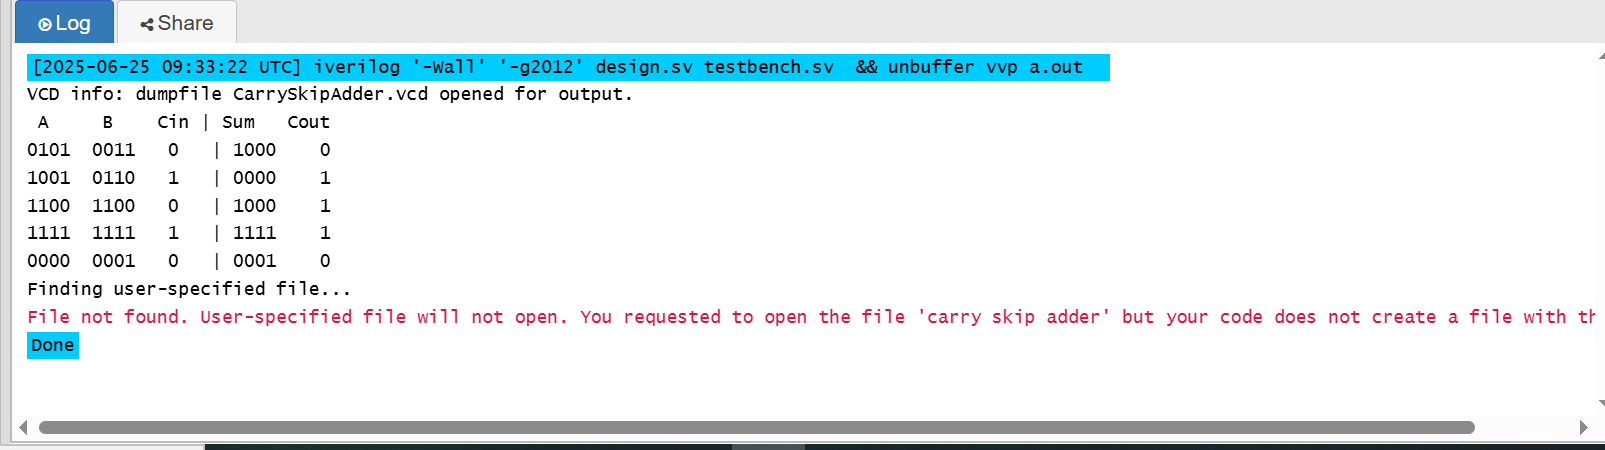 Log Share
[2025-06-25 09:33:22 UTC] iverilog '-Wall' '-g2012' design.sv testbench.sv  && unbuffer vvp a.out
VCD info: dumpfile CarrySkipAdder.vcd opened for output.
 A     B    Cin | Sum   Cout
0101  0011   0   | 1000    0
1001  0110   1   | 0000    1
1100  1100   0   | 1000    1
1111  1111   1   | 1111    1
0000  0001   0   | 0001    0
Finding user-specified file...
File not found. User-specified file will not open. You requested to open the file 'carry skip adder' but your code does not create a file with th
Done